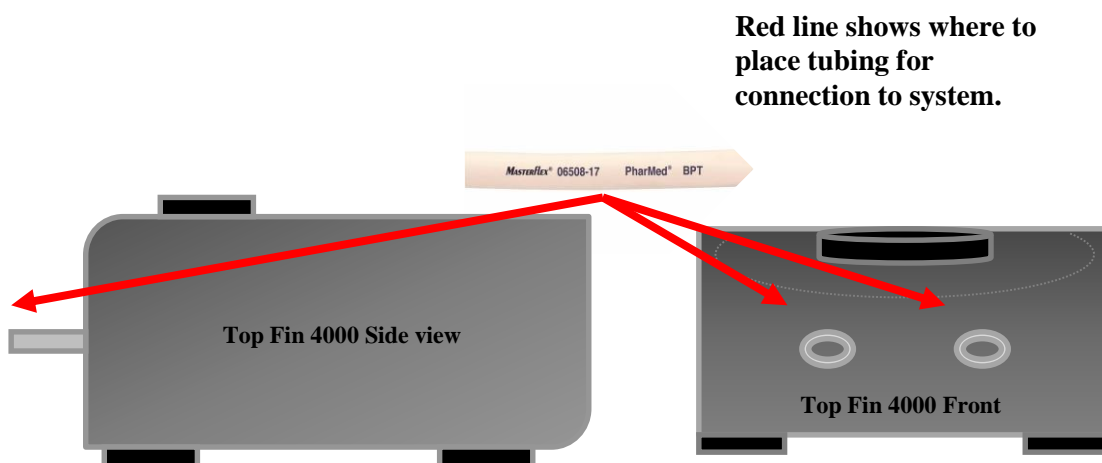 Red line shows where to
place tubing for
connection to system.
MASTERFLEX® 06508-17 PharMed® BPT
Top Fin 4000 Side view
Top Fin 4000 Front